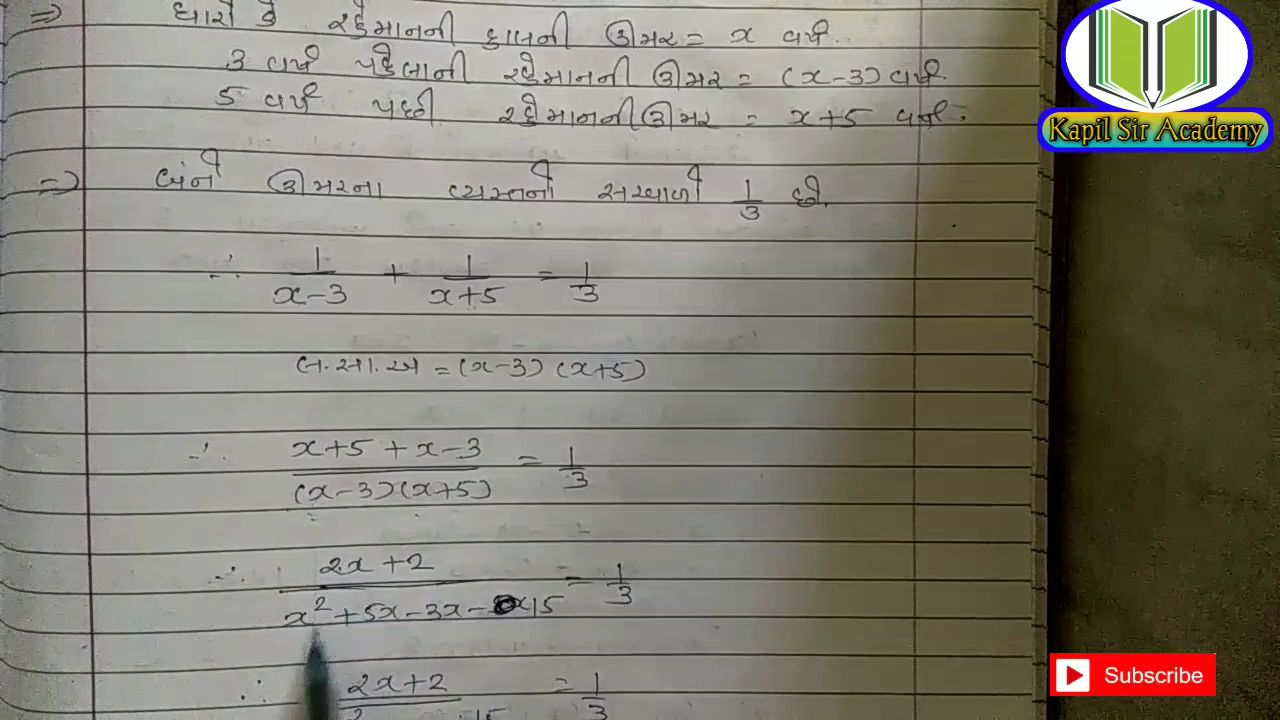 ⇒ ધારો કે રહેમાનની હાલની ઊંમર = x વર્ષ.
3 વર્ષ પહેલાની રહેમાનની ઊંમર = (x-3) વર્ષ.
5 વર્ષ પછી રહેમાનની ઊંમર = x+5 વર્ષ.
⇒ બંને ઊંમરના વ્યસ્તનો સરવાળો 1/3 છે.
∴ 1/(x-3) + 1/(x+5) = 1/3
લ.સા.અ = (x-3) (x+5)
∴ (x+5+x-3)/((x-3)(x+5)) = 1/3
∴ (2x+2)/(x²+5x-3x-15) = 1/3
∴ 2x+2 = 1/3
Kapil Sir Academy
Subscribe